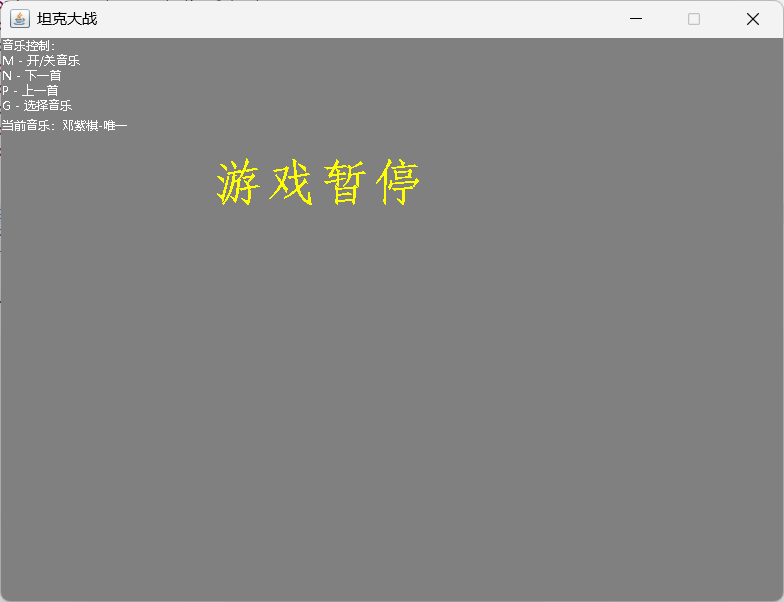 坦克大战
音乐控制:
M - 开/关音乐
N - 下一首
P - 上一首
G - 选择音乐
当前音乐: 邓紫棋-唯一
游戏暂停